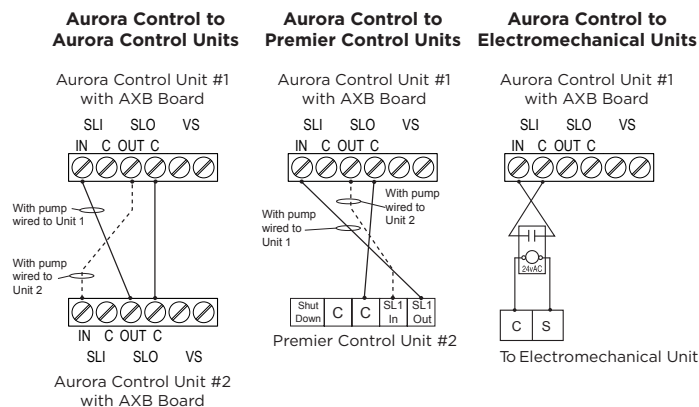 Aurora Control to
Aurora Control Units
Aurora Control Unit #1
with AXB Board
SLI SLO VS
IN C OUT C
With pump
wired to Unit 1
With pump
wired to
Unit 2
IN C OUT C
SLI SLO VS
Aurora Control Unit #2
with AXB Board
Aurora Control to
Premier Control Units
Aurora Control Unit #1
with AXB Board
SLI SLO VS
IN C OUT C
With pump
wired to
Unit 2
With pump
wired to
Unit 1
Shut
Down
C
C
SL1
In
SL1
Out
Premier Control Unit #2
Aurora Control to
Electromechanical Units
Aurora Control Unit #1
with AXB Board
SLI SLO VS
IN C OUT C
24vAC
C S
To Electromechanical Unit